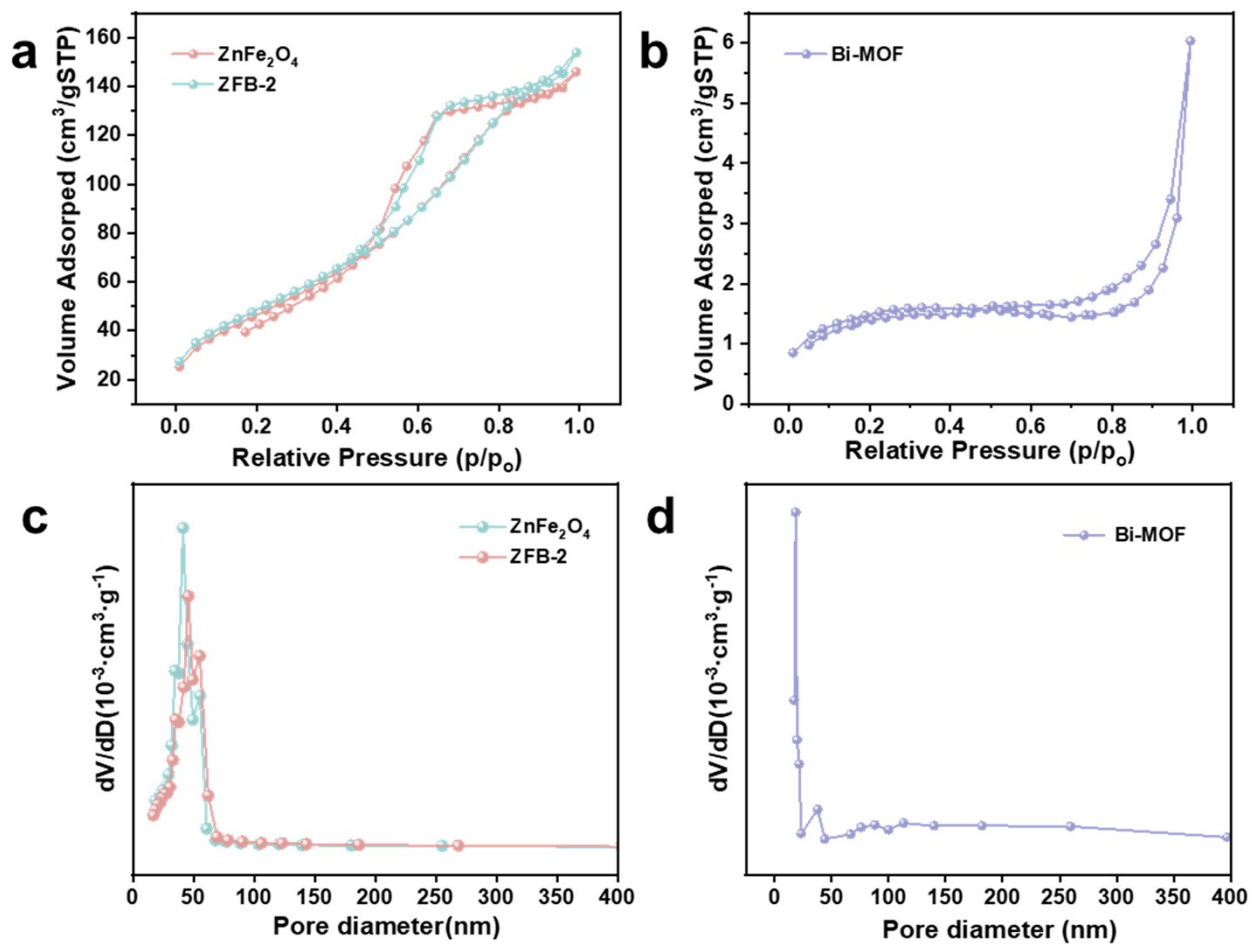 a
ZnFe2O4
ZFB-2
Volume Adsorped (cm3/gSTP)
160
140
120
100
80
60
40
20
0.0 0.2 0.4 0.6 0.8 1.0
Relative Pressure (p/po)
b
Bi-MOF
Volume Adsorped (cm3/gSTP)
6
5
4
3
2
1
0
0.0 0.2 0.4 0.6 0.8 1.0
Relative Pressure (p/po)
c
ZnFe2O4
ZFB-2
dV/dD(10-3·cm3·g-1)
0 50 100 150 200 250 300 350 400
Pore diameter(nm)
d
Bi-MOF
dV/dD(10-3·cm3·g-1)
0 50 100 150 200 250 300 350 400
Pore diameter (nm)